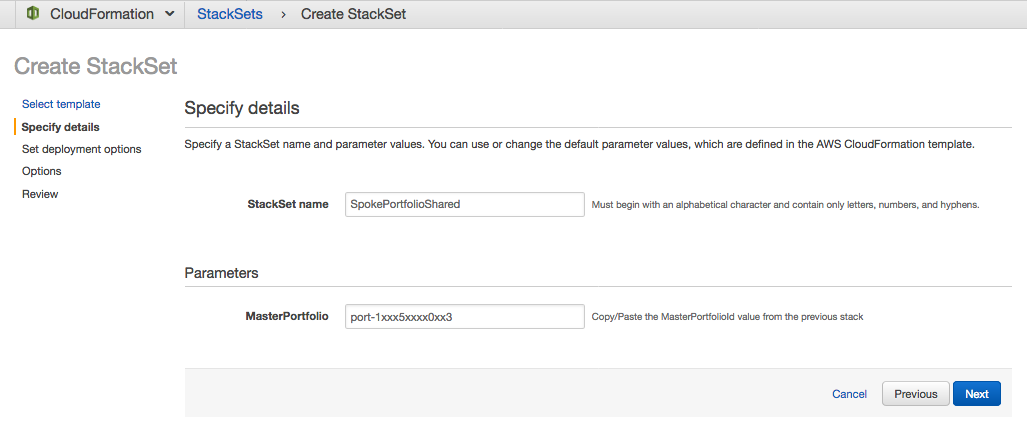 CloudFormation StackSets › Create StackSet
Create StackSet
Select template
Specify details
Set deployment options
Options
Review
Specify details
Specify a StackSet name and parameter values. You can use or change the default parameter values, which are defined in the AWS CloudFormation template.
StackSet name SpokePortfolioShared Must begin with an alphabetical character and contain only letters, numbers, and hyphens.
Parameters
MasterPortfolio port-1xxx5xxxx0xx3 Copy/Paste the MasterPortfolioId value from the previous stack
Cancel Previous Next